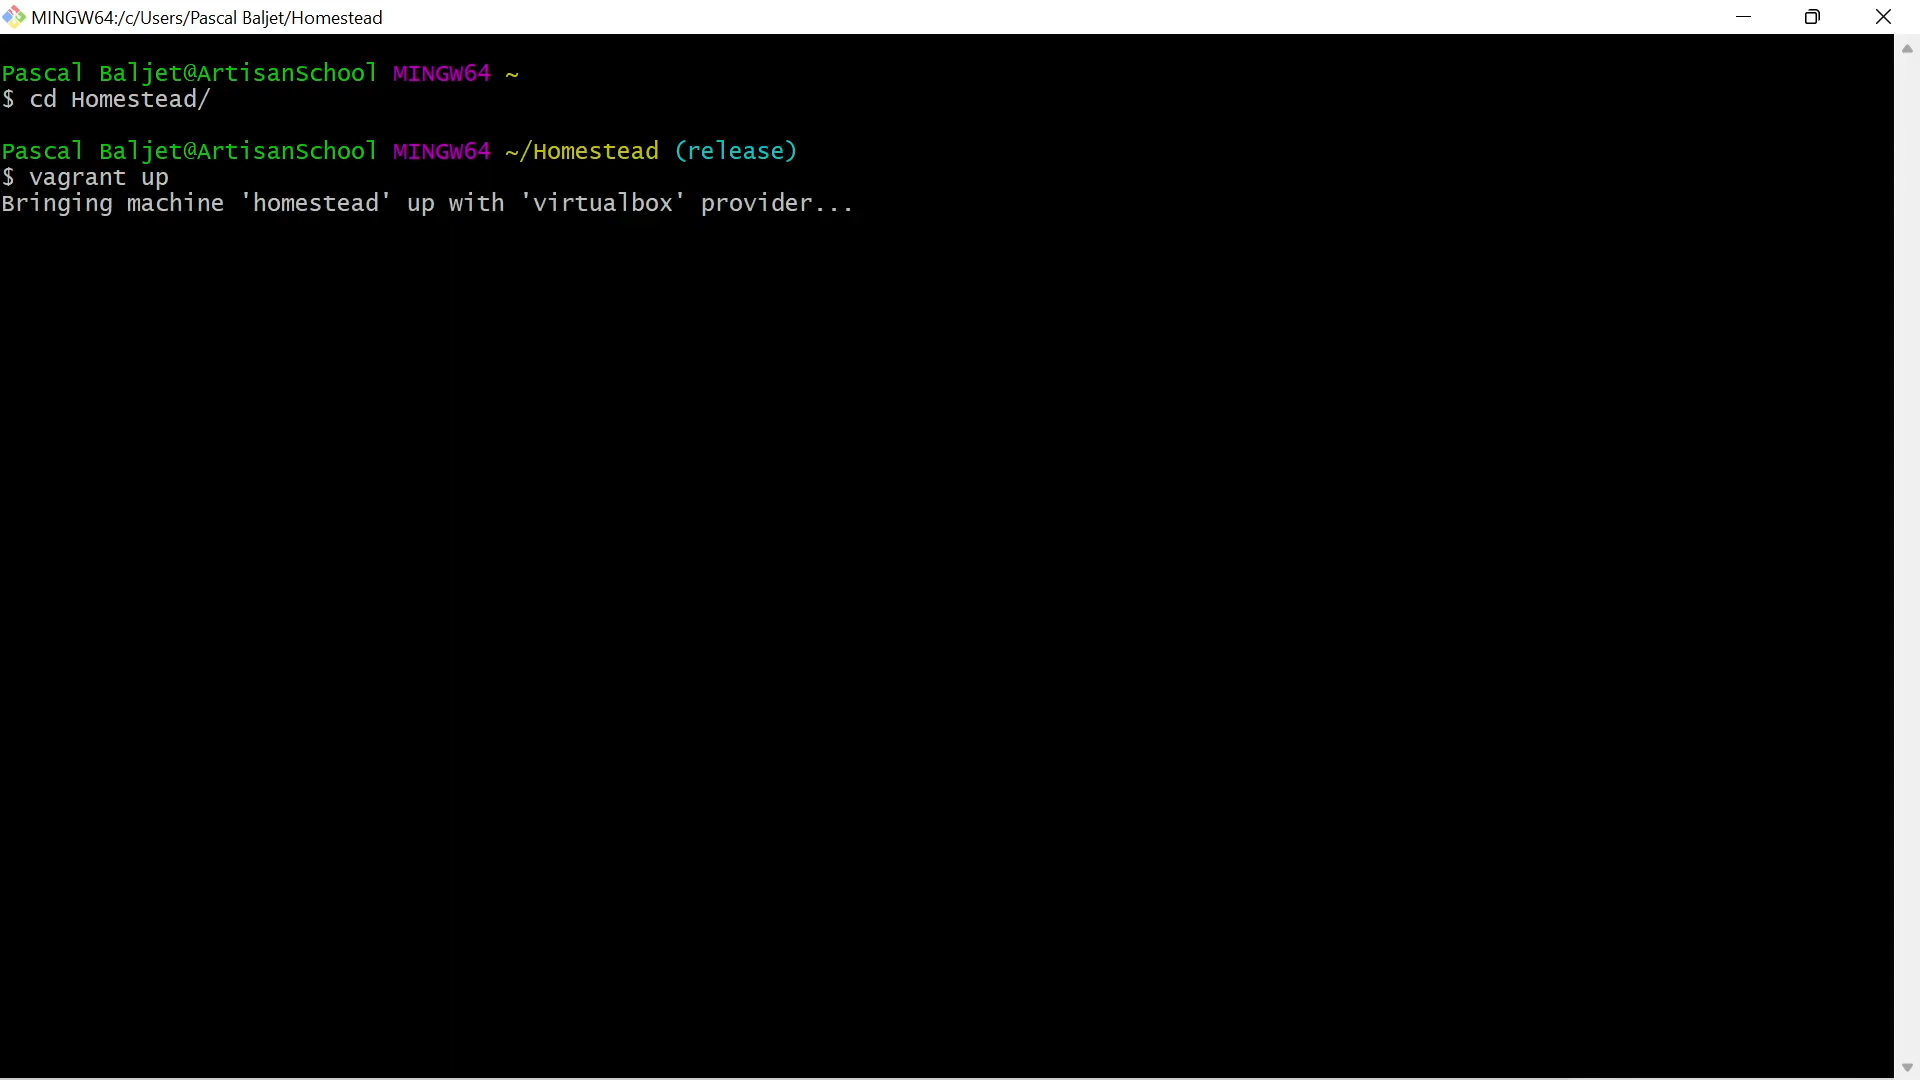 MINGW64:/c/Users/Pascal Baljet/Homestead
Pascal Baljet@ArtisanSchool MINGW64 ~
$ cd Homestead/
Pascal Baljet@ArtisanSchool MINGW64 ~/Homestead (release)
$ vagrant up
Bringing machine 'homestead' up with 'virtualbox' provider...